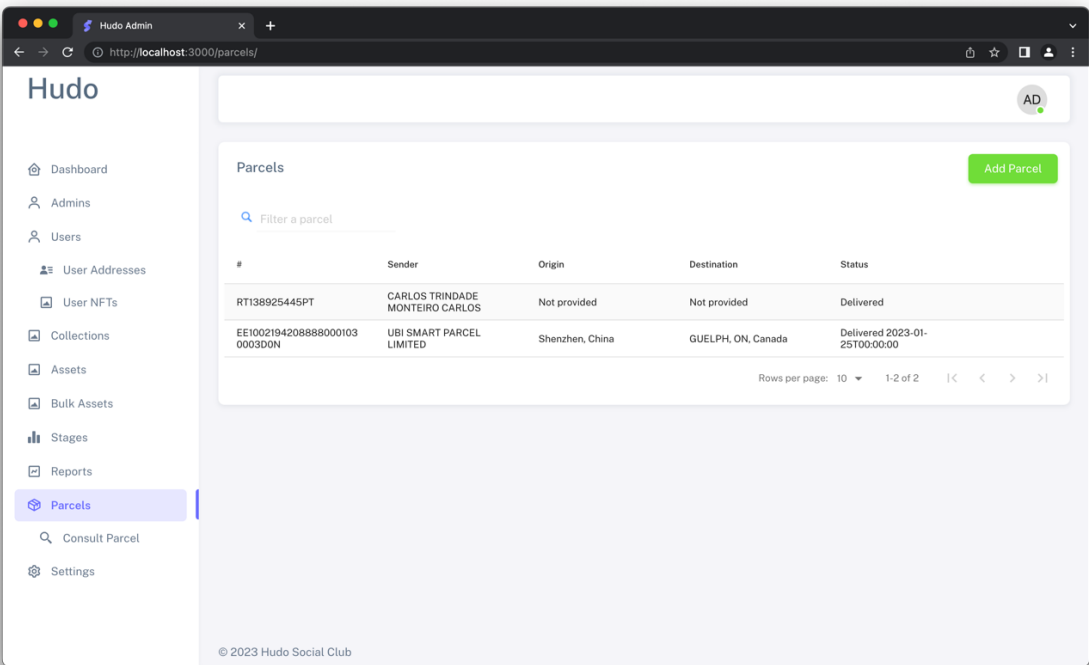 Hudo Admin
http://localhost:3000/parcels/
Hudo
AD
Dashboard
Admins
Users
User Addresses
User NFTs
Collections
Assets
Bulk Assets
Stages
Reports
Parcels
Consult Parcel
Settings
Parcels
Add Parcel
Filter a parcel
# Sender Origin Destination Status
RT138925445PT CARLOS TRINDADE MONTEIRO CARLOS Not provided Not provided Delivered
EE1002194208888000103
0003D0N UBI SMART PARCEL LIMITED Shenzhen, China GUELPH, ON, Canada Delivered 2023-01-
25T00:00:00
Rows per page: 10 1-2 of 2
© 2023 Hudo Social Club